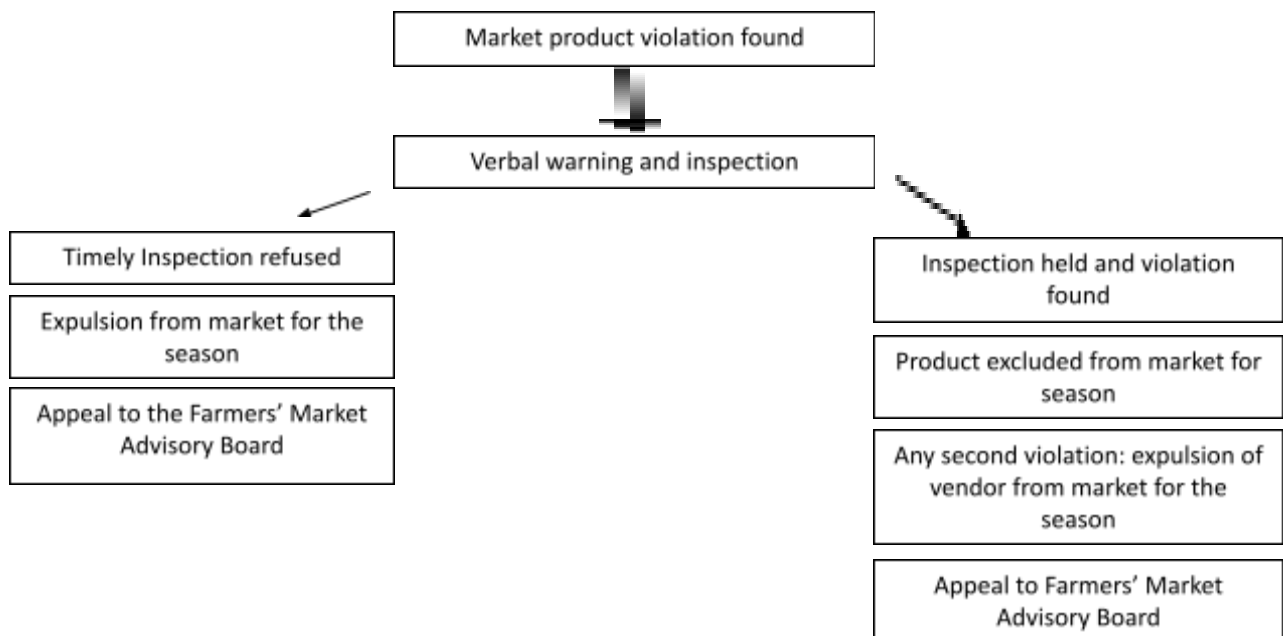 Market product violation found
Verbal warning and inspection
Timely Inspection refused
Expulsion from market for the
season
Appeal to the Farmers’ Market
Advisory Board
Inspection held and violation
found
Product excluded from market for
season
Any second violation: expulsion of
vendor from market for the
season
Appeal to Farmers’ Market
Advisory Board